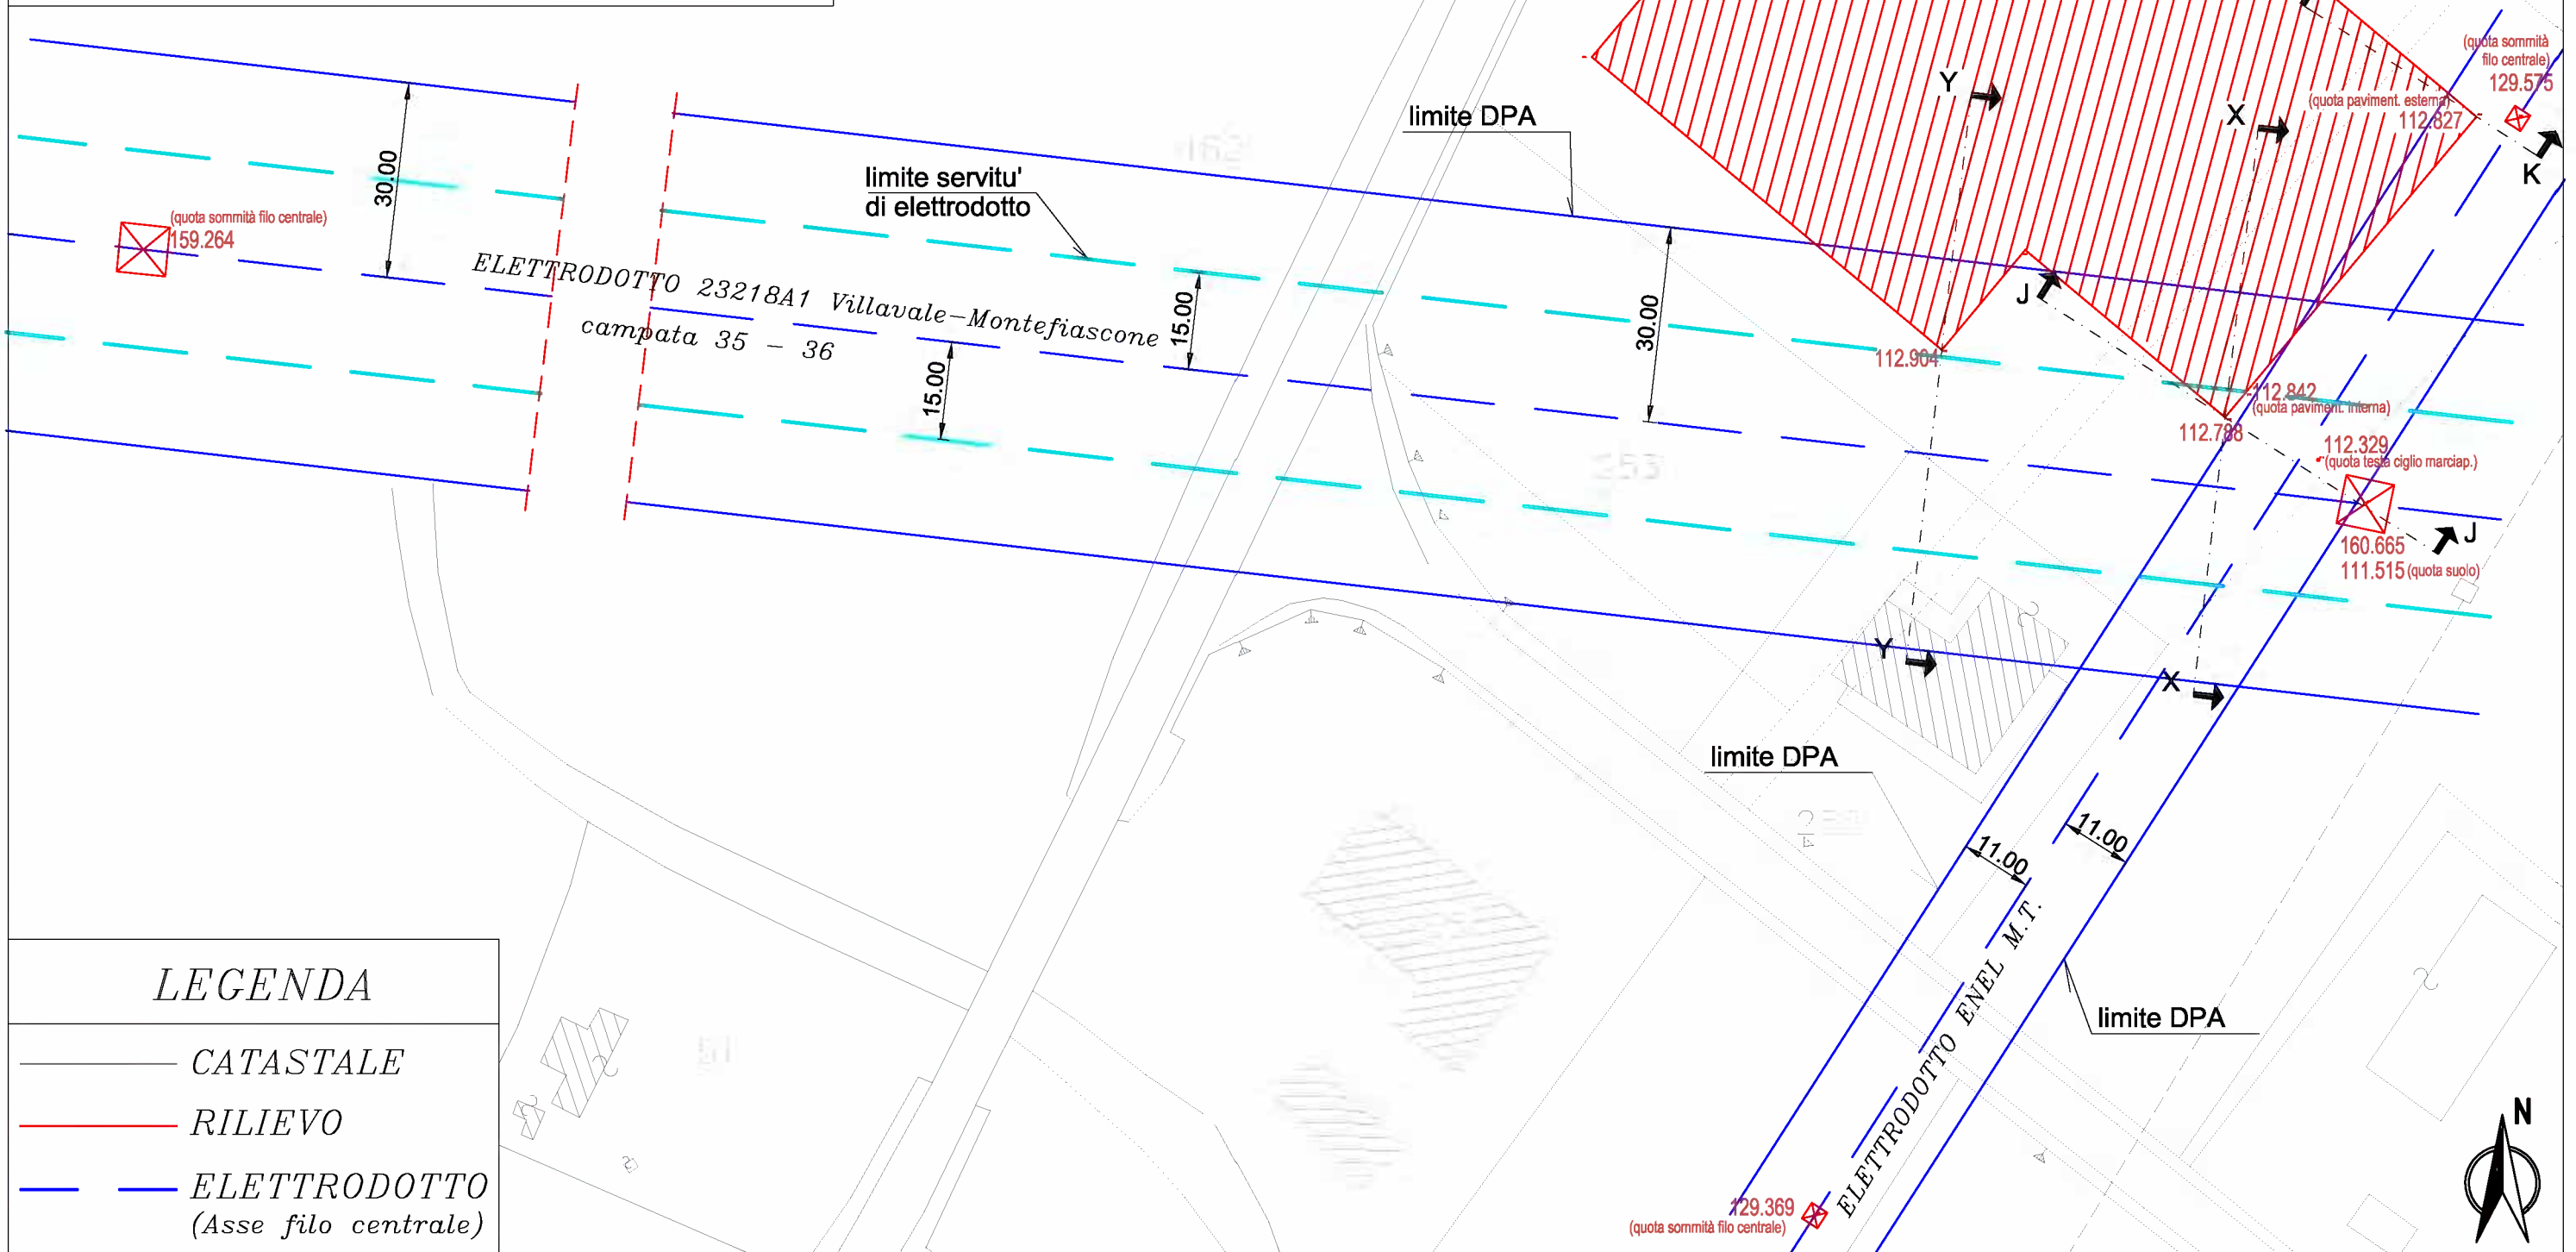 (quota sommità
filo centrale)
129.575
Y
(quota paviment. esterna)
112.827
X
K
limite DPA
462
limite servitu'
di elettrodotto
30.00
(quota sommità filo centrale)
159.264
ELETTRODOTTO 23218A1 Villavale-Montefiascone
campata 35 - 36
15.00
15.00
30.00
J
112.904
112.842
(quota paviment. interna)
112.788
112.329
(quota testa ciglio marciap.)
253
J
160.665
111.515 (quota suolo)
Y
X
limite DPA
11.00
11.00
ELETTRODOTTO ENEL M.T.
limite DPA
129.369
(quota sommità filo centrale)
LEGENDA
CATASTALE
RILIEVO
ELETTRODOTTO
(Asse filo centrale)
N